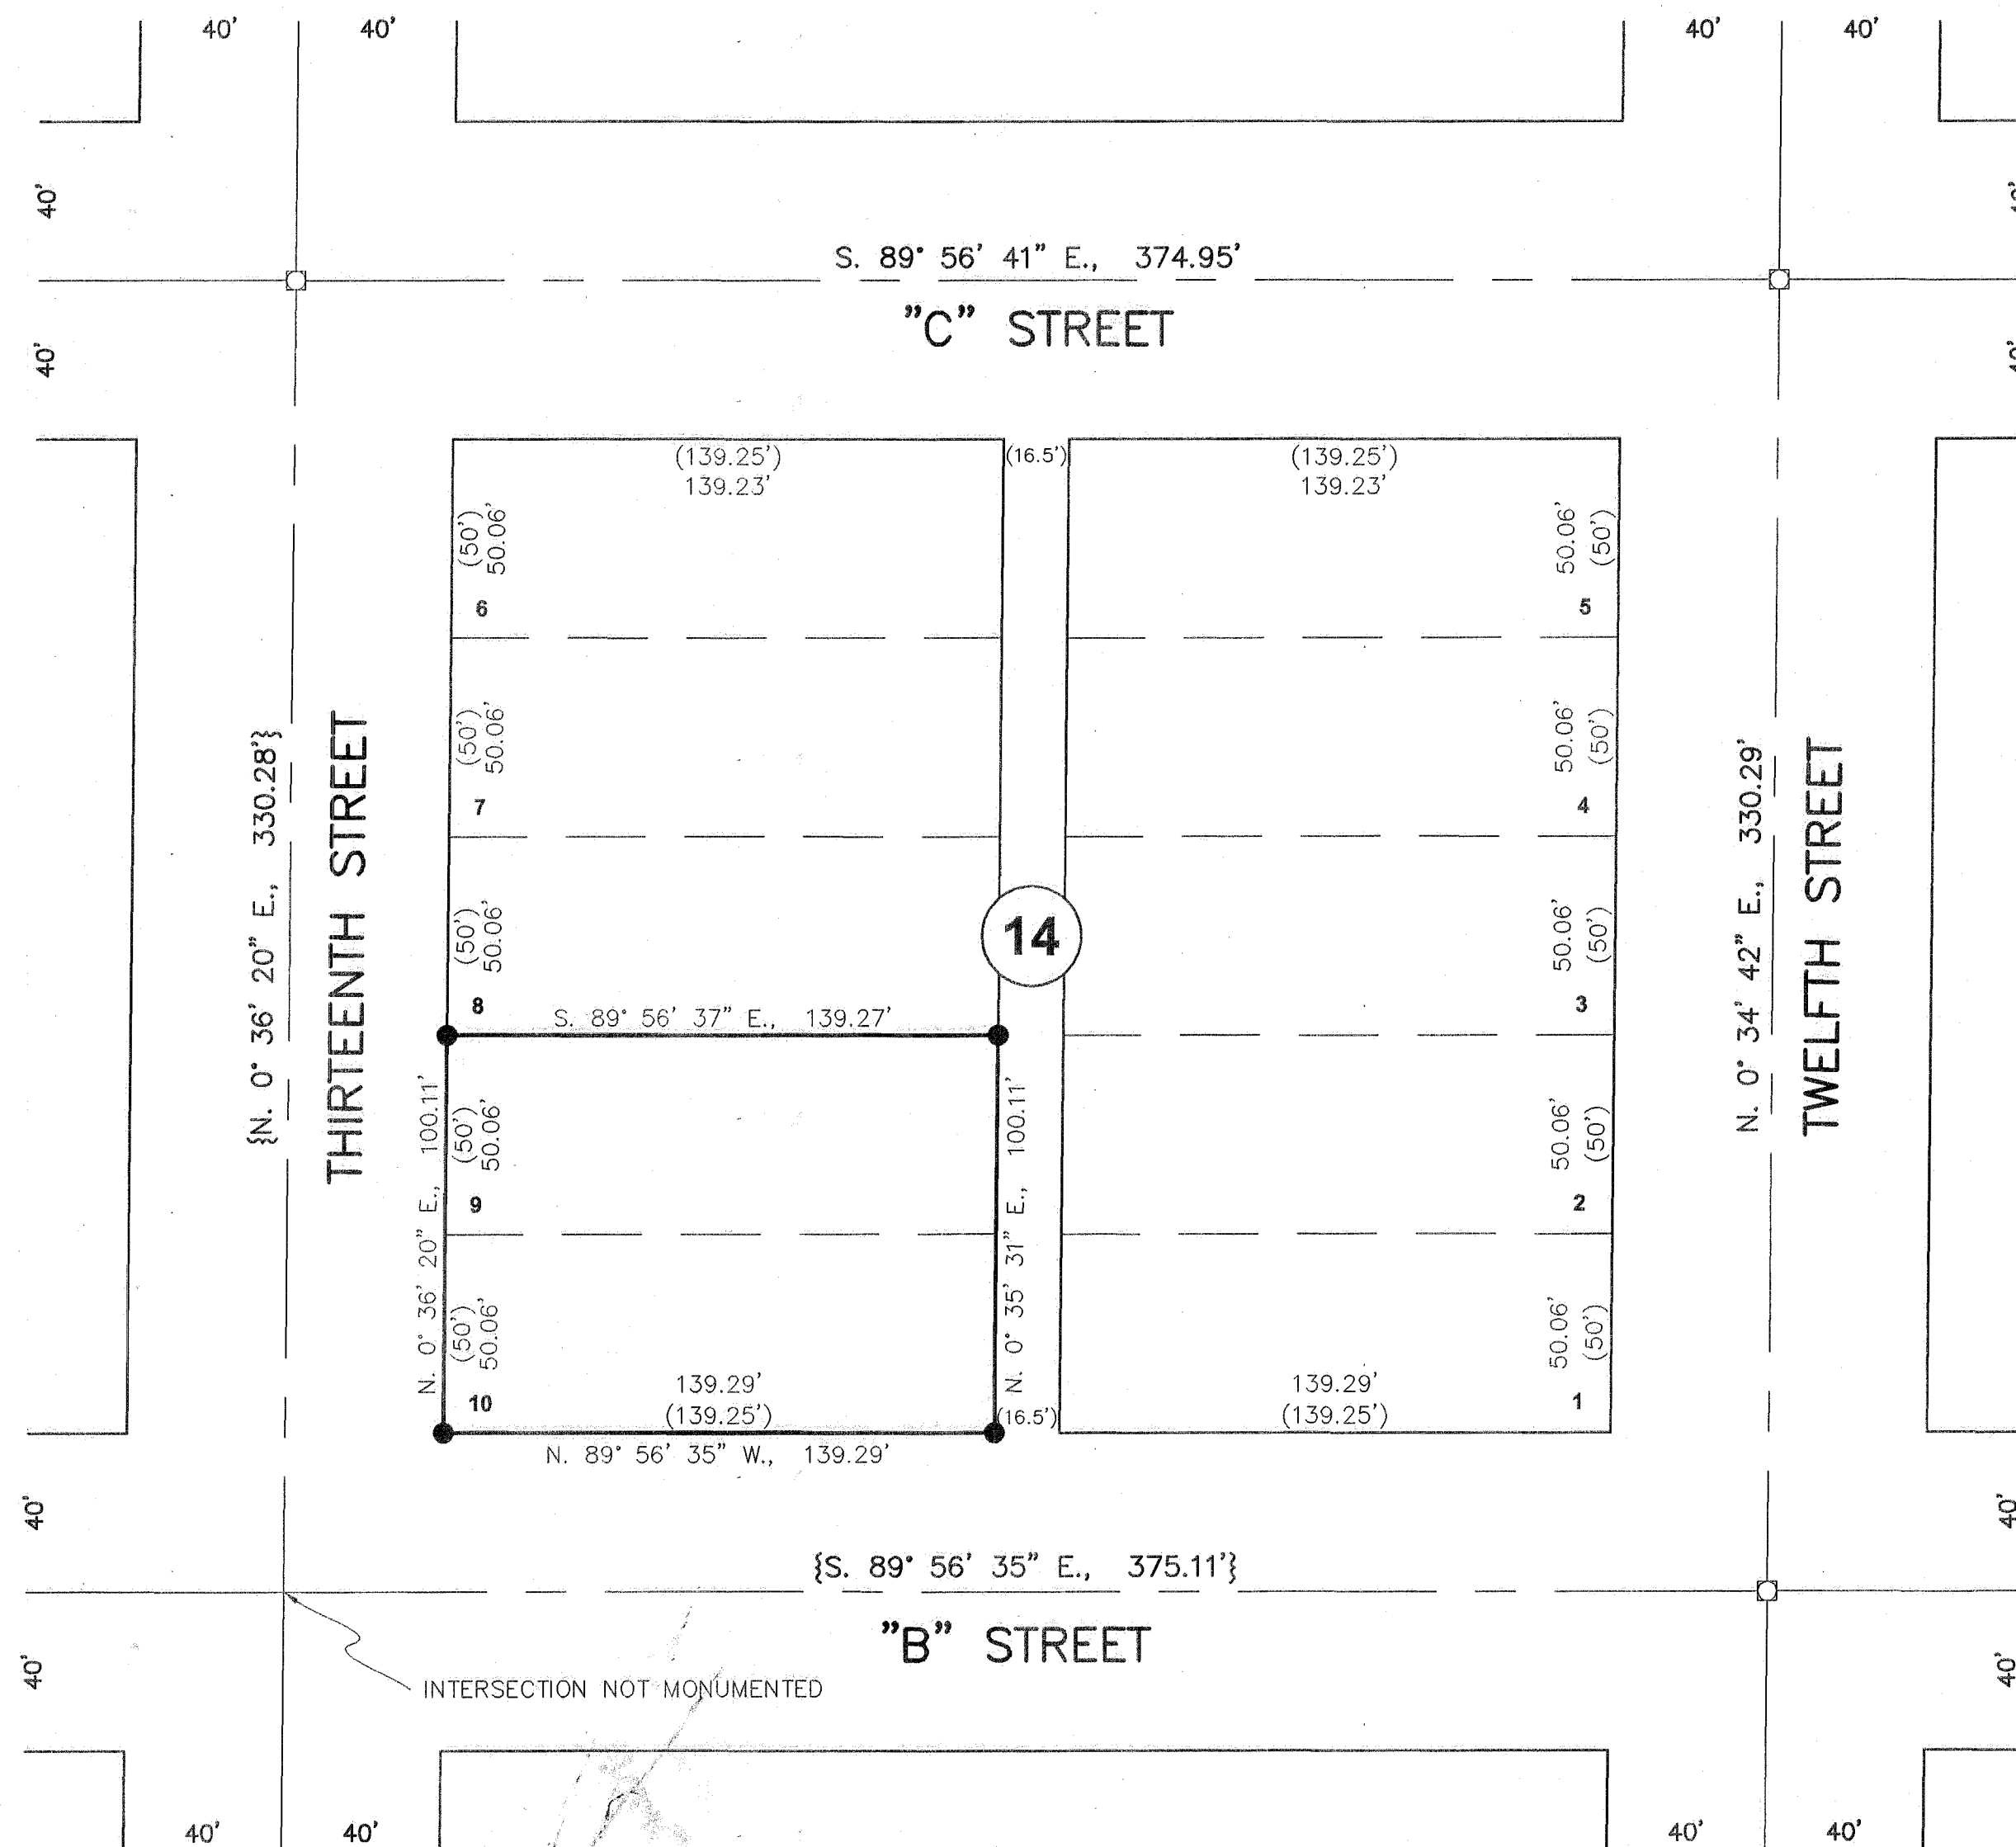 40' 40' 40' 40'
40'
40'
S. 89° 56' 41" E., 374.95'
"C" STREET
40'
40'
(139.25') (16.5') (139.25')
139.23' 139.23'
(50') 50.06' 50.06' (50')
6 5
(50') 50.06' 50.06' (50')
7 4
{N. 0° 36' 20" E., 330.28'}
THIRTEENTH STREET
N. 0° 34' 42" E., 330.29'
TWELFTH STREET
(50') 50.06' 50.06' (50')
14
8 3
S. 89° 56' 37" E., 139.27'
N. 0° 36' 20" E., 100.11'
N. 0° 35' 31" E., 100.11'
(50') 50.06' 50.06' (50')
9 2
(50') 50.06' 50.06' (50')
139.29' 139.29'
10 1
(139.25') (16.5') (139.25')
N. 89° 56' 35" W., 139.29'
40' 40'
{S. 89° 56' 35" E., 375.11'}
"B" STREET
40' 40'
INTERSECTION NOT MONUMENTED
40' 40' 40' 40'